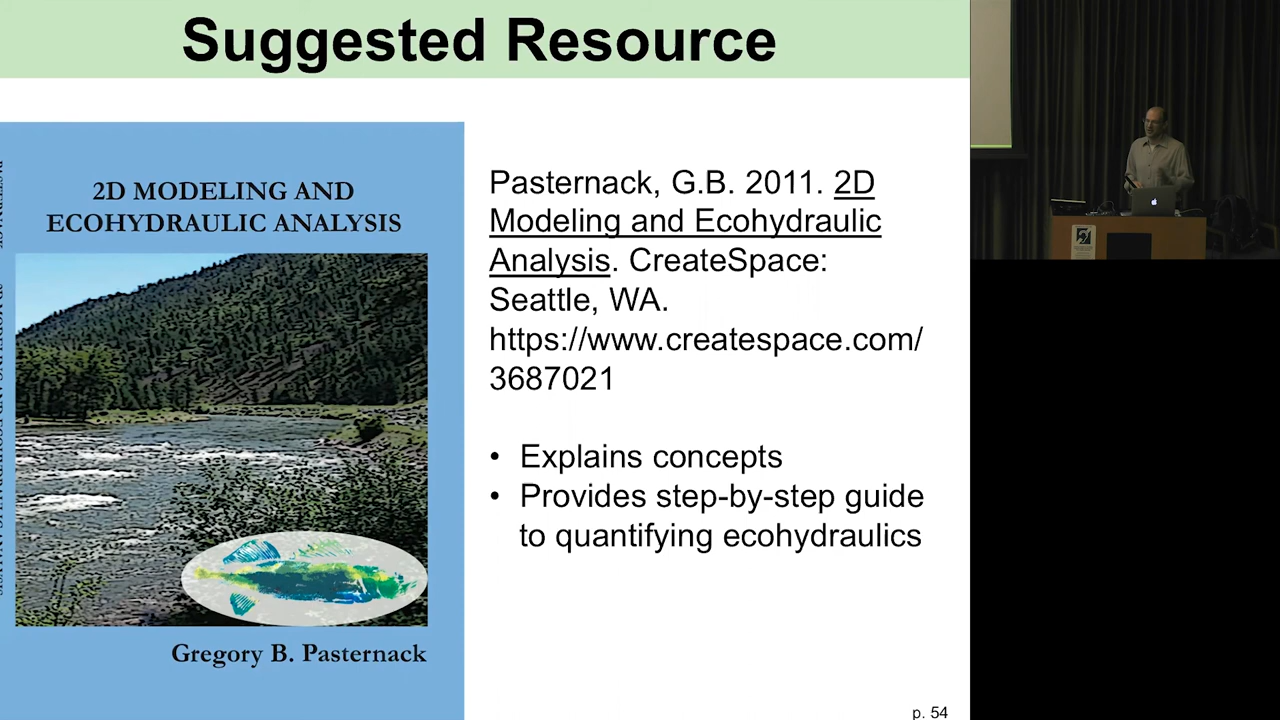 Suggested Resource
2D MODELING AND
ECOHYDRAULIC ANALYSIS
Gregory B. Pasternack
Pasternack, G.B. 2011. 2D
Modeling and Ecohydraulic
Analysis. CreateSpace:
Seattle, WA.
https://www.createspace.com/
3687021
• Explains concepts
• Provides step-by-step guide
to quantifying ecohydraulics
p. 54